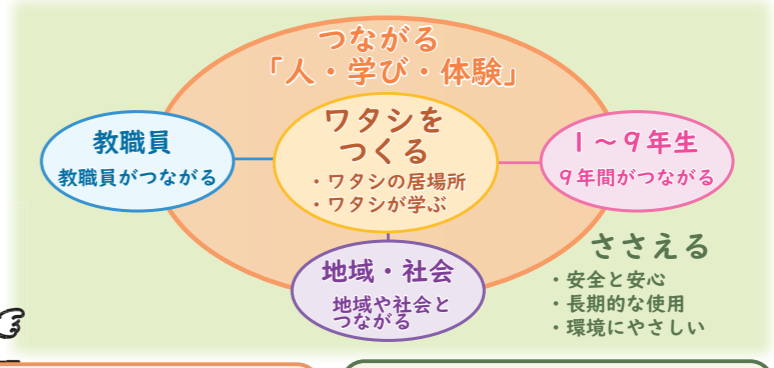 つながる
「人・学び・体験」
ワタシを
つくる
・ワタシの居場所
・ワタシが学ぶ
教職員
教職員がつながる
1～9年生
9年間がつながる
地域・社会
地域や社会と
つながる
ささえる
・安全と安心
・長期的な使用
・環境にやさしい